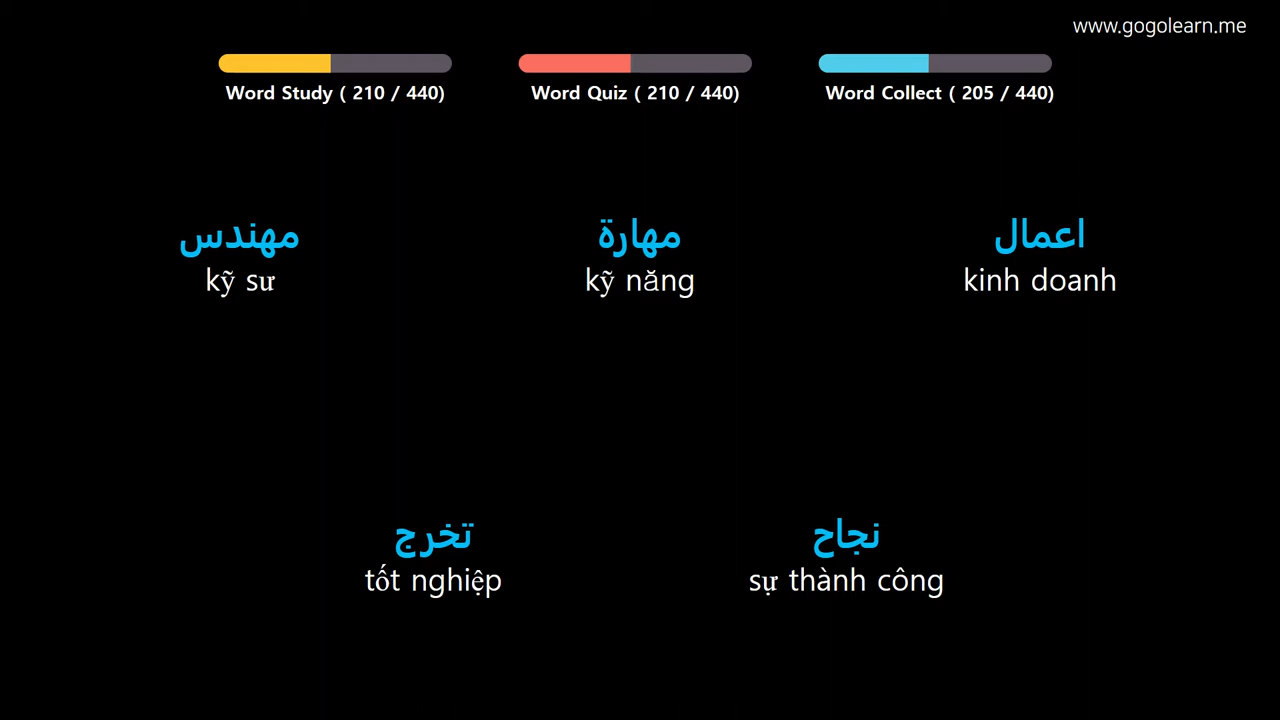 www.gogolearn.me
Word Study ( 210 / 440)
Word Quiz ( 210 / 440)
Word Collect ( 205 / 440)
مهندس
kỹ sư
مهارة
kỹ năng
اعمال
kinh doanh
تخرج
tốt nghiệp
نجاح
sự thành công